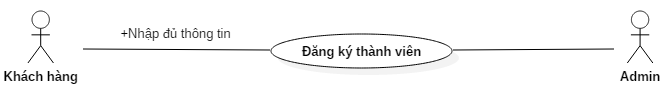 +Nhập đủ thông tin
Đăng ký thành viên
Khách hàng
Admin